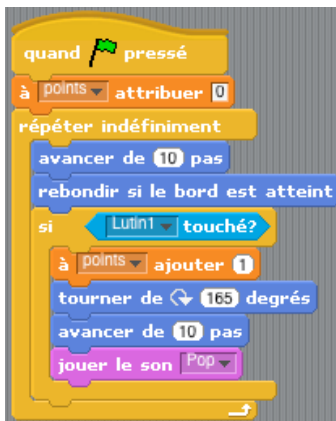 quand pressé
à points attribuer 0
répéter indéfiniment
avancer de 10 pas
rebondir si le bord est atteint
si Lutin1 touché?
à points ajouter 1
tourner de 165 degrés
avancer de 10 pas
jouer le son Pop